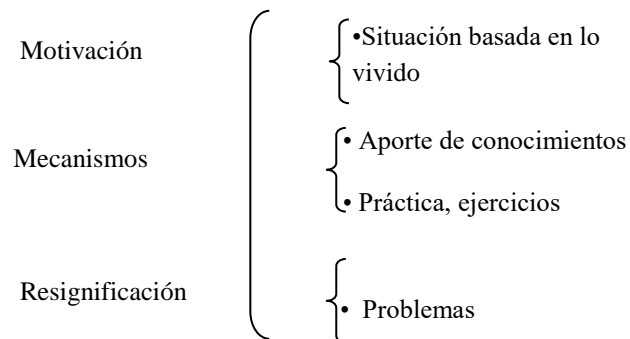 Motivación
•Situación basada en lo
vivido
Mecanismos
• Aporte de conocimientos
• Práctica, ejercicios
Resignificación
• Problemas